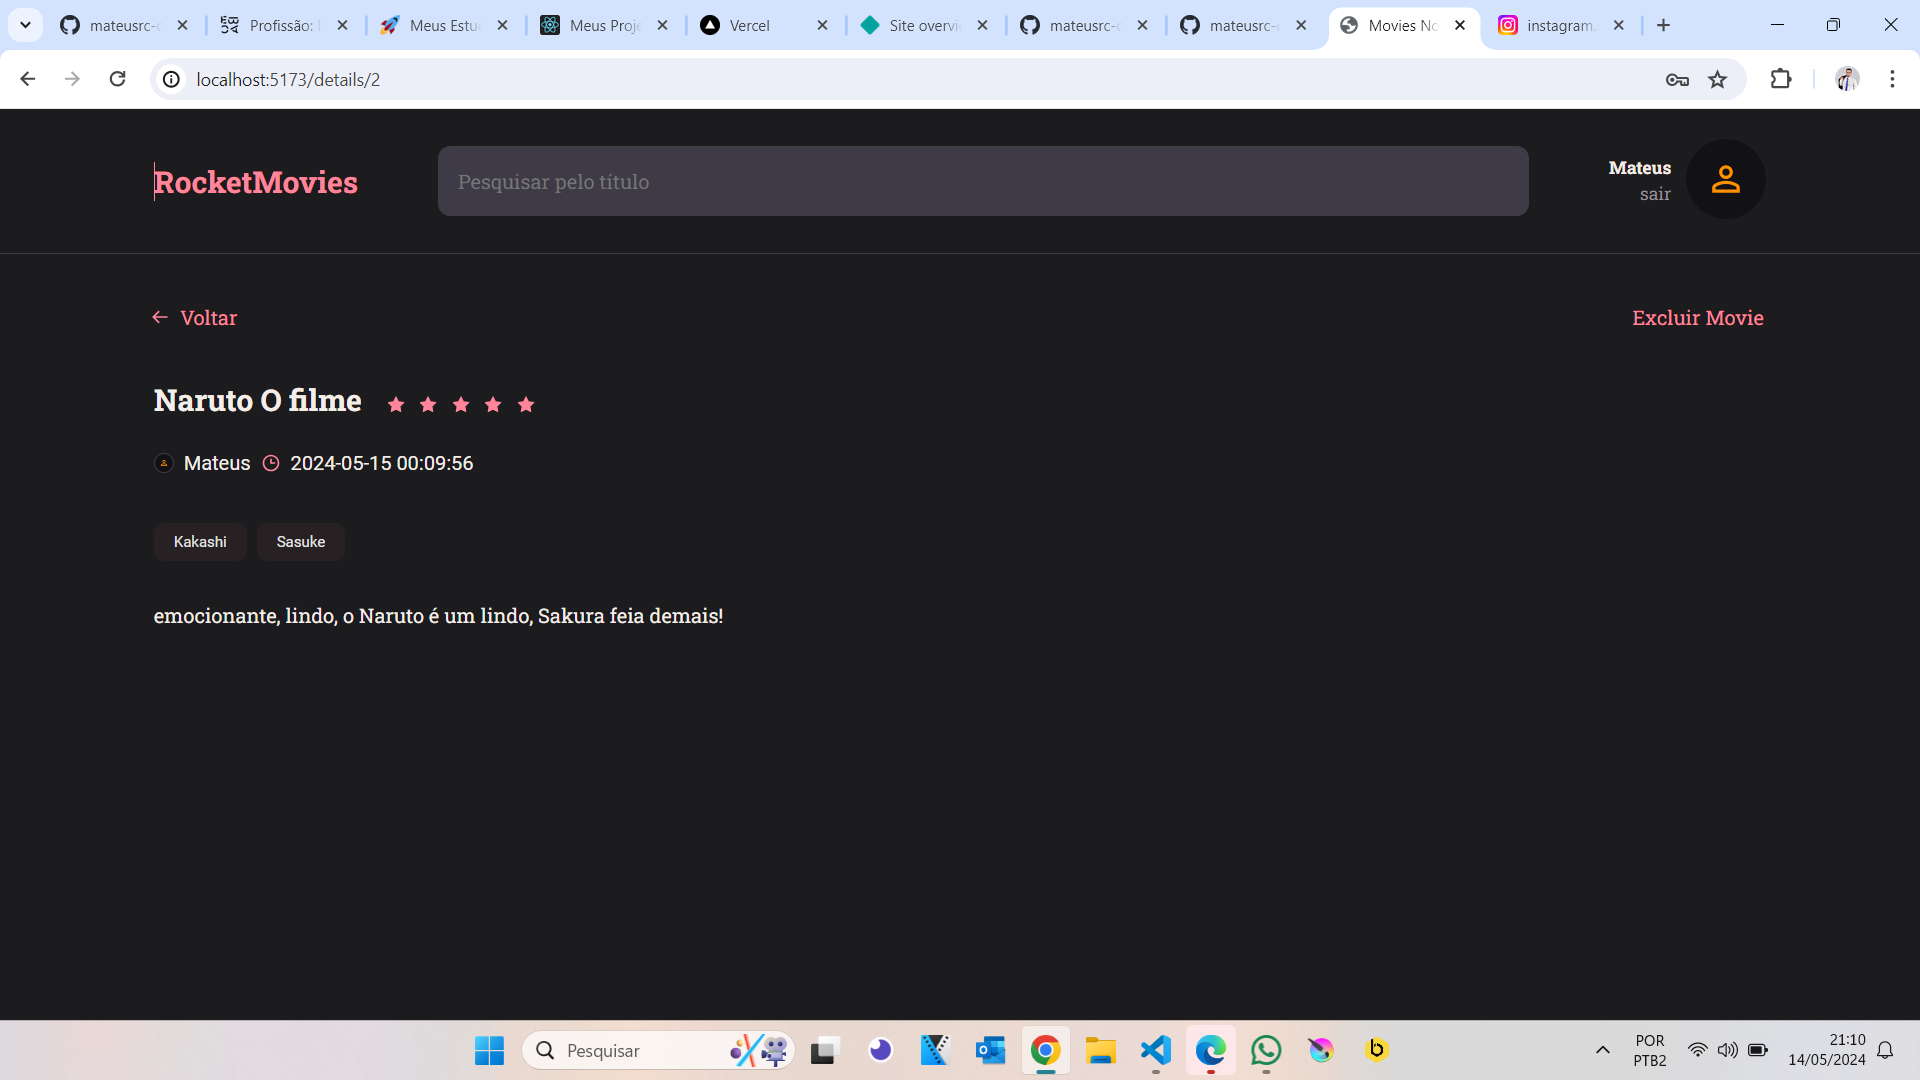 mateusrc-
Profissão:
Meus Estu
Meus Proje
Vercel
Site overvi
mateusrc-
mateusrc-
Movies No
instagram
localhost:5173/details/2
RocketMovies
Pesquisar pelo título
Mateus
sair
Voltar
Excluir Movie
Naruto O filme
Mateus
2024-05-15 00:09:56
Kakashi
Sasuke
emocionante, lindo, o Naruto é um lindo, Sakura feia demais!
Pesquisar
POR
PTB2
21:10
14/05/2024